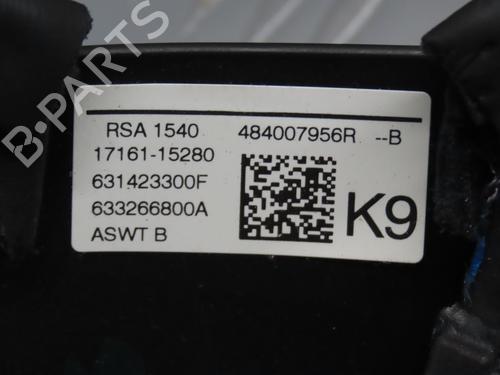 B-PARTS
RSA 1540 484007956R --B
17161-15280
631423300F
633266800A
ASWT B
K9